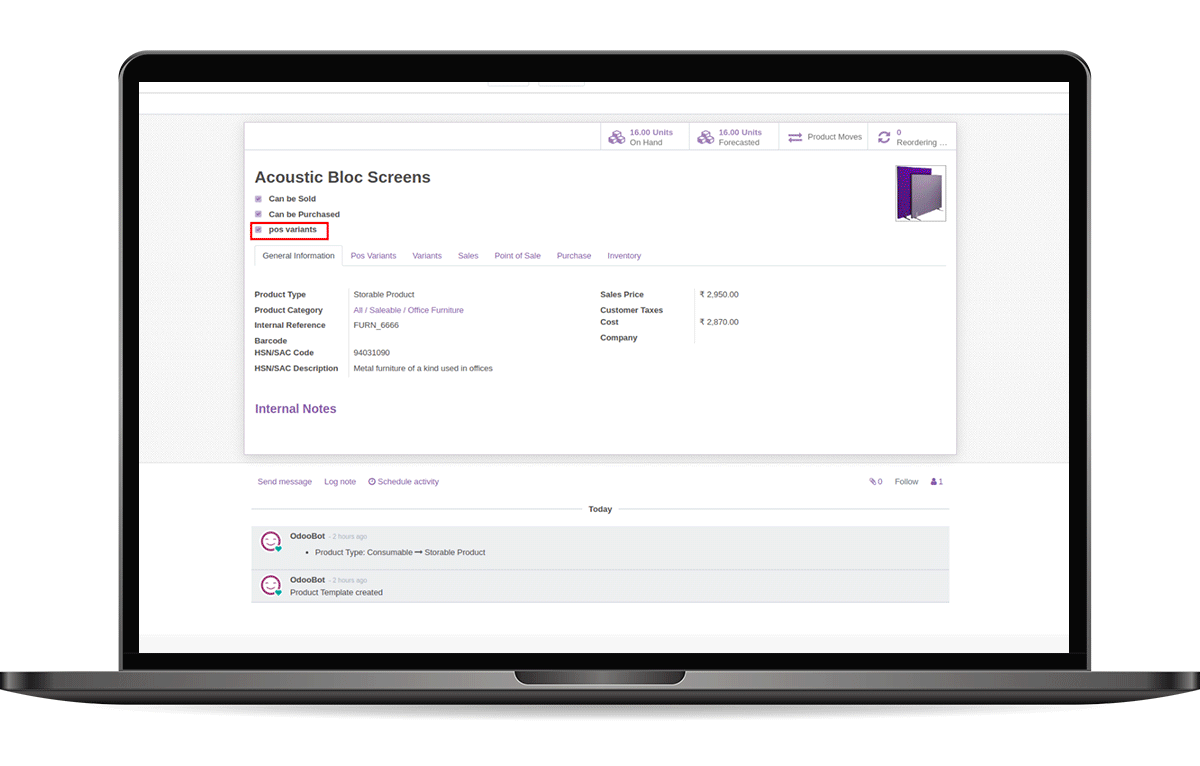 16.00 Units On Hand
16.00 Units Forecasted
Product Moves
0 Reordering ...
Acoustic Bloc Screens
Can be Sold
Can be Purchased
pos variants
General Information Pos Variants Variants Sales Point of Sale Purchase Inventory
Product Type Storable Product Sales Price ₹ 2,950.00
Product Category All / Saleable / Office Furniture Customer Taxes
Internal Reference FURN_6666 Cost ₹ 2,870.00
Barcode Company
HSN/SAC Code 94031090
HSN/SAC Description Metal furniture of a kind used in offices
Internal Notes
Send message Log note Schedule activity 0 Follow 1
Today
OdooBot - 2 hours ago
• Product Type: Consumable ➞ Storable Product
OdooBot - 2 hours ago
Product Template created